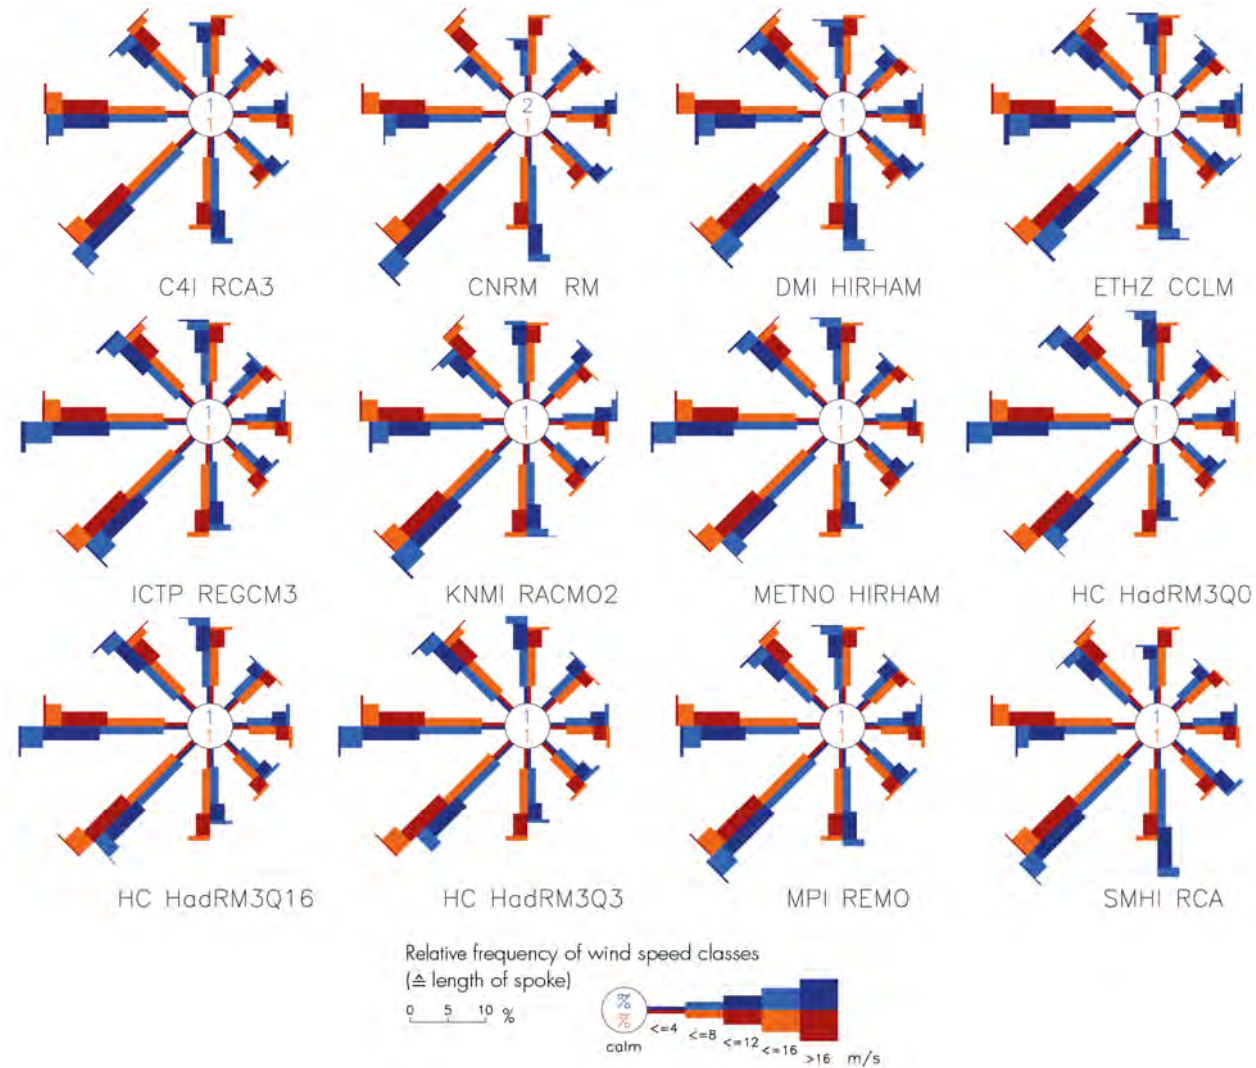 1
1
2
1
1
1
1
1
C4I RCA3
CNRM RM
DMI HIRHAM
ETHZ CCLM
1
1
1
1
1
1
1
1
ICTP REGCM3
KNMI RACMO2
METNO HIRHAM
HC HadRM3Q0
1
1
1
1
1
1
1
1
HC HadRM3Q16
HC HadRM3Q3
MPI REMO
SMHI RCA
Relative frequency of wind speed classes
(≙ length of spoke)
0 5 10 %
%
%
calm
<=4 <=8 <=12 <=16 >16 m/s